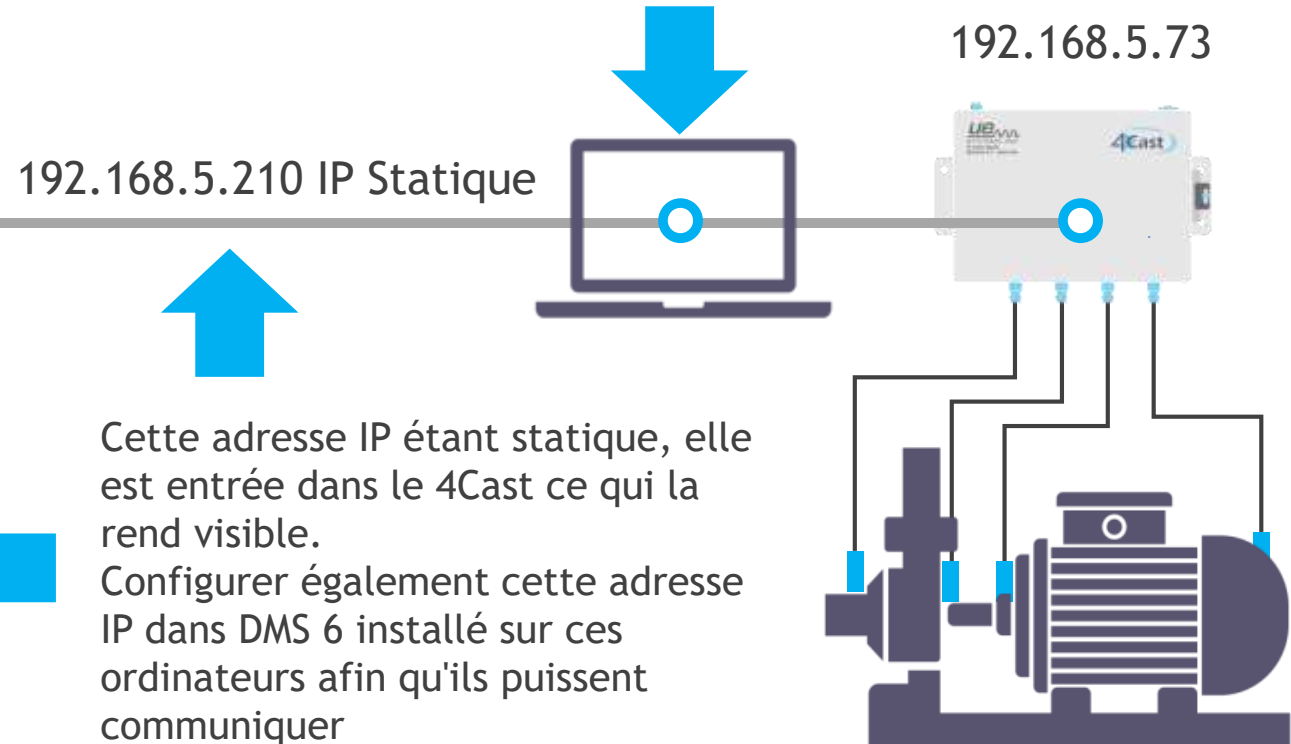 192.168.5.73
UE
4Cast
192.168.5.210 IP Statique
Cette adresse IP étant statique, elle
est entrée dans le 4Cast ce qui la
rend visible.
Configurer également cette adresse
IP dans DMS 6 installé sur ces
ordinateurs afin qu'ils puissent
communiquer